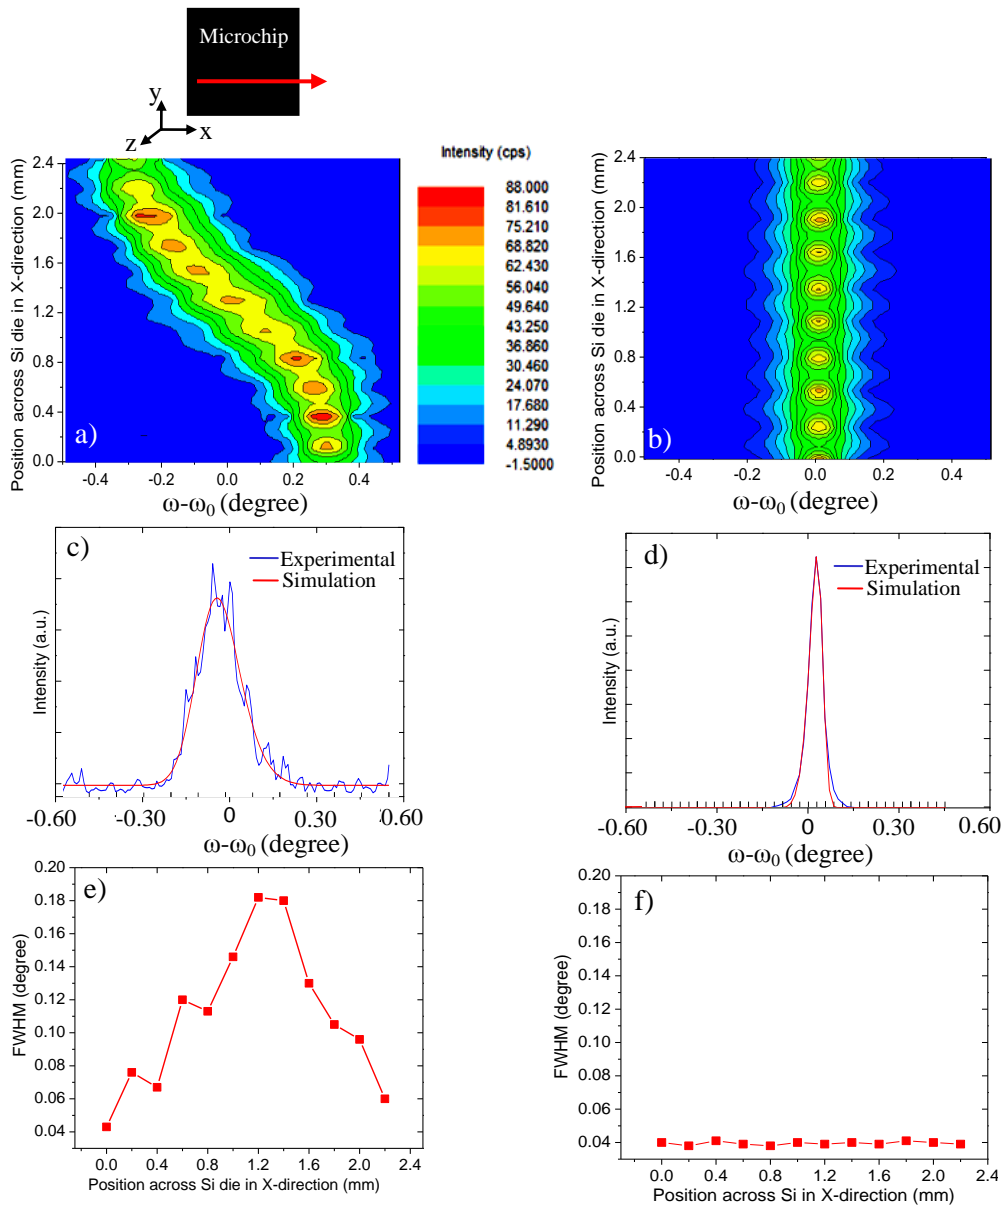 Microchip
y
x
z
Position across Si die in X-direction (mm)
2.4
2.0
1.6
1.2
0.8
0.4
0.0
a)
-0.4 -0.2 0.0 0.2 0.4
ω-ω0 (degree)
Intensity (cps)
88.000
81.610
75.210
68.820
62.430
56.040
49.640
43.250
36.860
30.460
24.070
17.680
11.290
4.8930
-1.5000
Position across Si die in X-direction (mm)
2.4
2.0
1.6
1.2
0.8
0.4
0.0
b)
-0.4 -0.2 0.0 0.2 0.4
ω-ω0 (degree)
c)
Experimental
Simulation
Intensity (a.u.)
-0.60 -0.30 0 0.30 0.60
ω-ω0 (degree)
d)
Experimental
Simulation
Intensity (a.u.)
-0.60 -0.30 0 0.30 0.60
ω-ω0 (degree)
e)
FWHM (degree)
0.20
0.18
0.16
0.14
0.12
0.10
0.08
0.06
0.04
0.0 0.4 0.8 1.2 1.6 2.0 2.4
Position across Si die in X-direction (mm)
f)
FWHM (degree)
0.20
0.18
0.16
0.14
0.12
0.10
0.08
0.06
0.04
0.0 0.4 0.8 1.2 1.6 2.0 2.4
Position across Si in X-direction (mm)